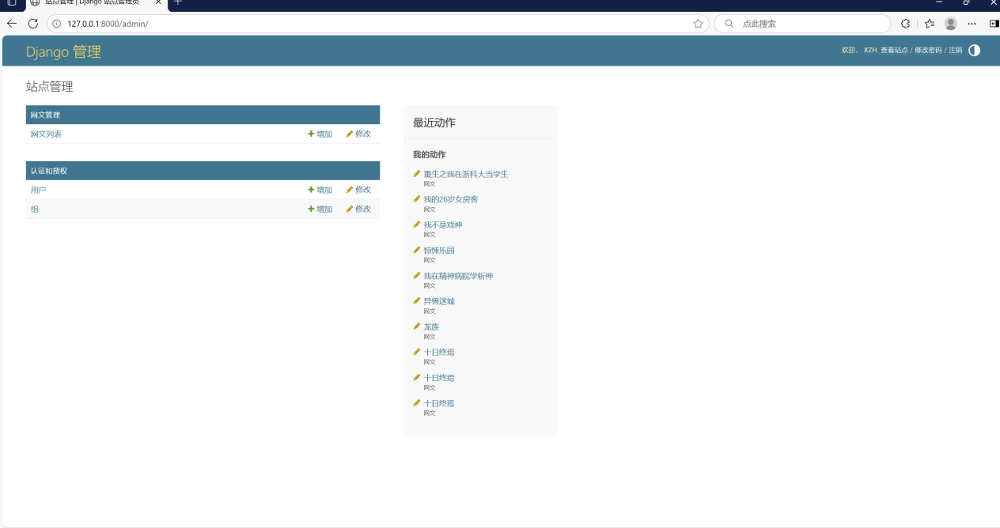 站点管理 | Django 站点管理员
127.0.0.1:8000/admin/
点此搜索
Django 管理
欢迎， XZH. 查看站点 / 修改密码 / 注销
站点管理
网文管理
网文列表 增加 修改
认证和授权
用户 增加 修改
组 增加 修改
最近动作
我的动作
重生之我在浙科大当学生
网文
我的26岁女房客
网文
我不是戏神
网文
惊悚乐园
网文
我在精神病院学斩神
网文
异兽迷城
网文
龙族
网文
十日终焉
网文
十日终焉
网文
十日终焉
网文